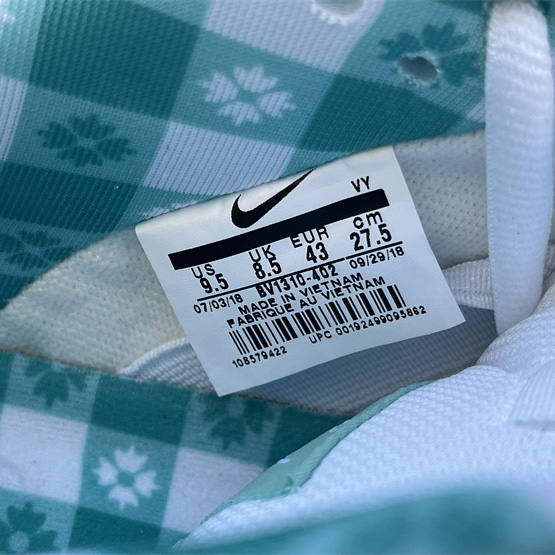 VY
US UK EUR cm
9.5 8.5 43 27.5
07/03/18 BV1310-402 09/29/18
MADE IN VIETNAM
FABRIQUE AU VIETNAM
108579422 UPC 00192499095862